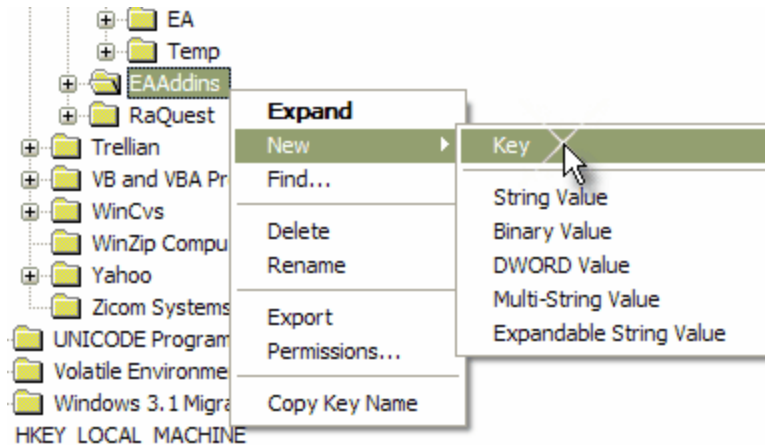 EA
Temp
EAAddins
RaQuest
Trellian
VB and VBA Pr
WinCvs
WinZip Compu
Yahoo
Zicom Systems
UNICODE Program
Volatile Environme
Windows 3.1 Migra
HKEY_LOCAL_MACHINE
Expand
New
Find...
Delete
Rename
Export
Permissions...
Copy Key Name
Key
String Value
Binary Value
DWORD Value
Multi-String Value
Expandable String Value